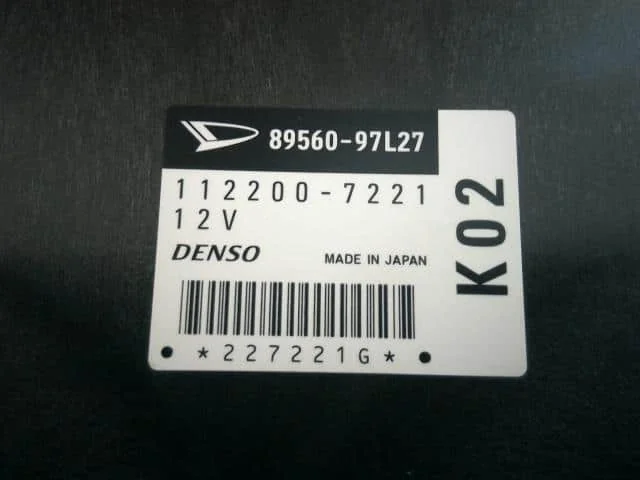 89560-97L27
112200-7221
12V
DENSO
MADE IN JAPAN
*227221G*
K02